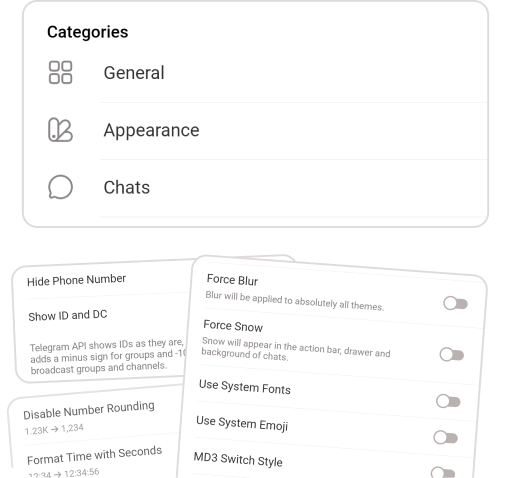 Categories
General
Appearance
Chats
Hide Phone Number
Show ID and DC
Telegram API shows IDs as they are,
adds a minus sign for groups and -10
broadcast groups and channels.
Disable Number Rounding
1.23K → 1,234
Format Time with Seconds
12:34 → 12:34:56
Force Blur
Blur will be applied to absolutely all themes.
Force Snow
Snow will appear in the action bar, drawer and
background of chats.
Use System Fonts
Use System Emoji
MD3 Switch Style